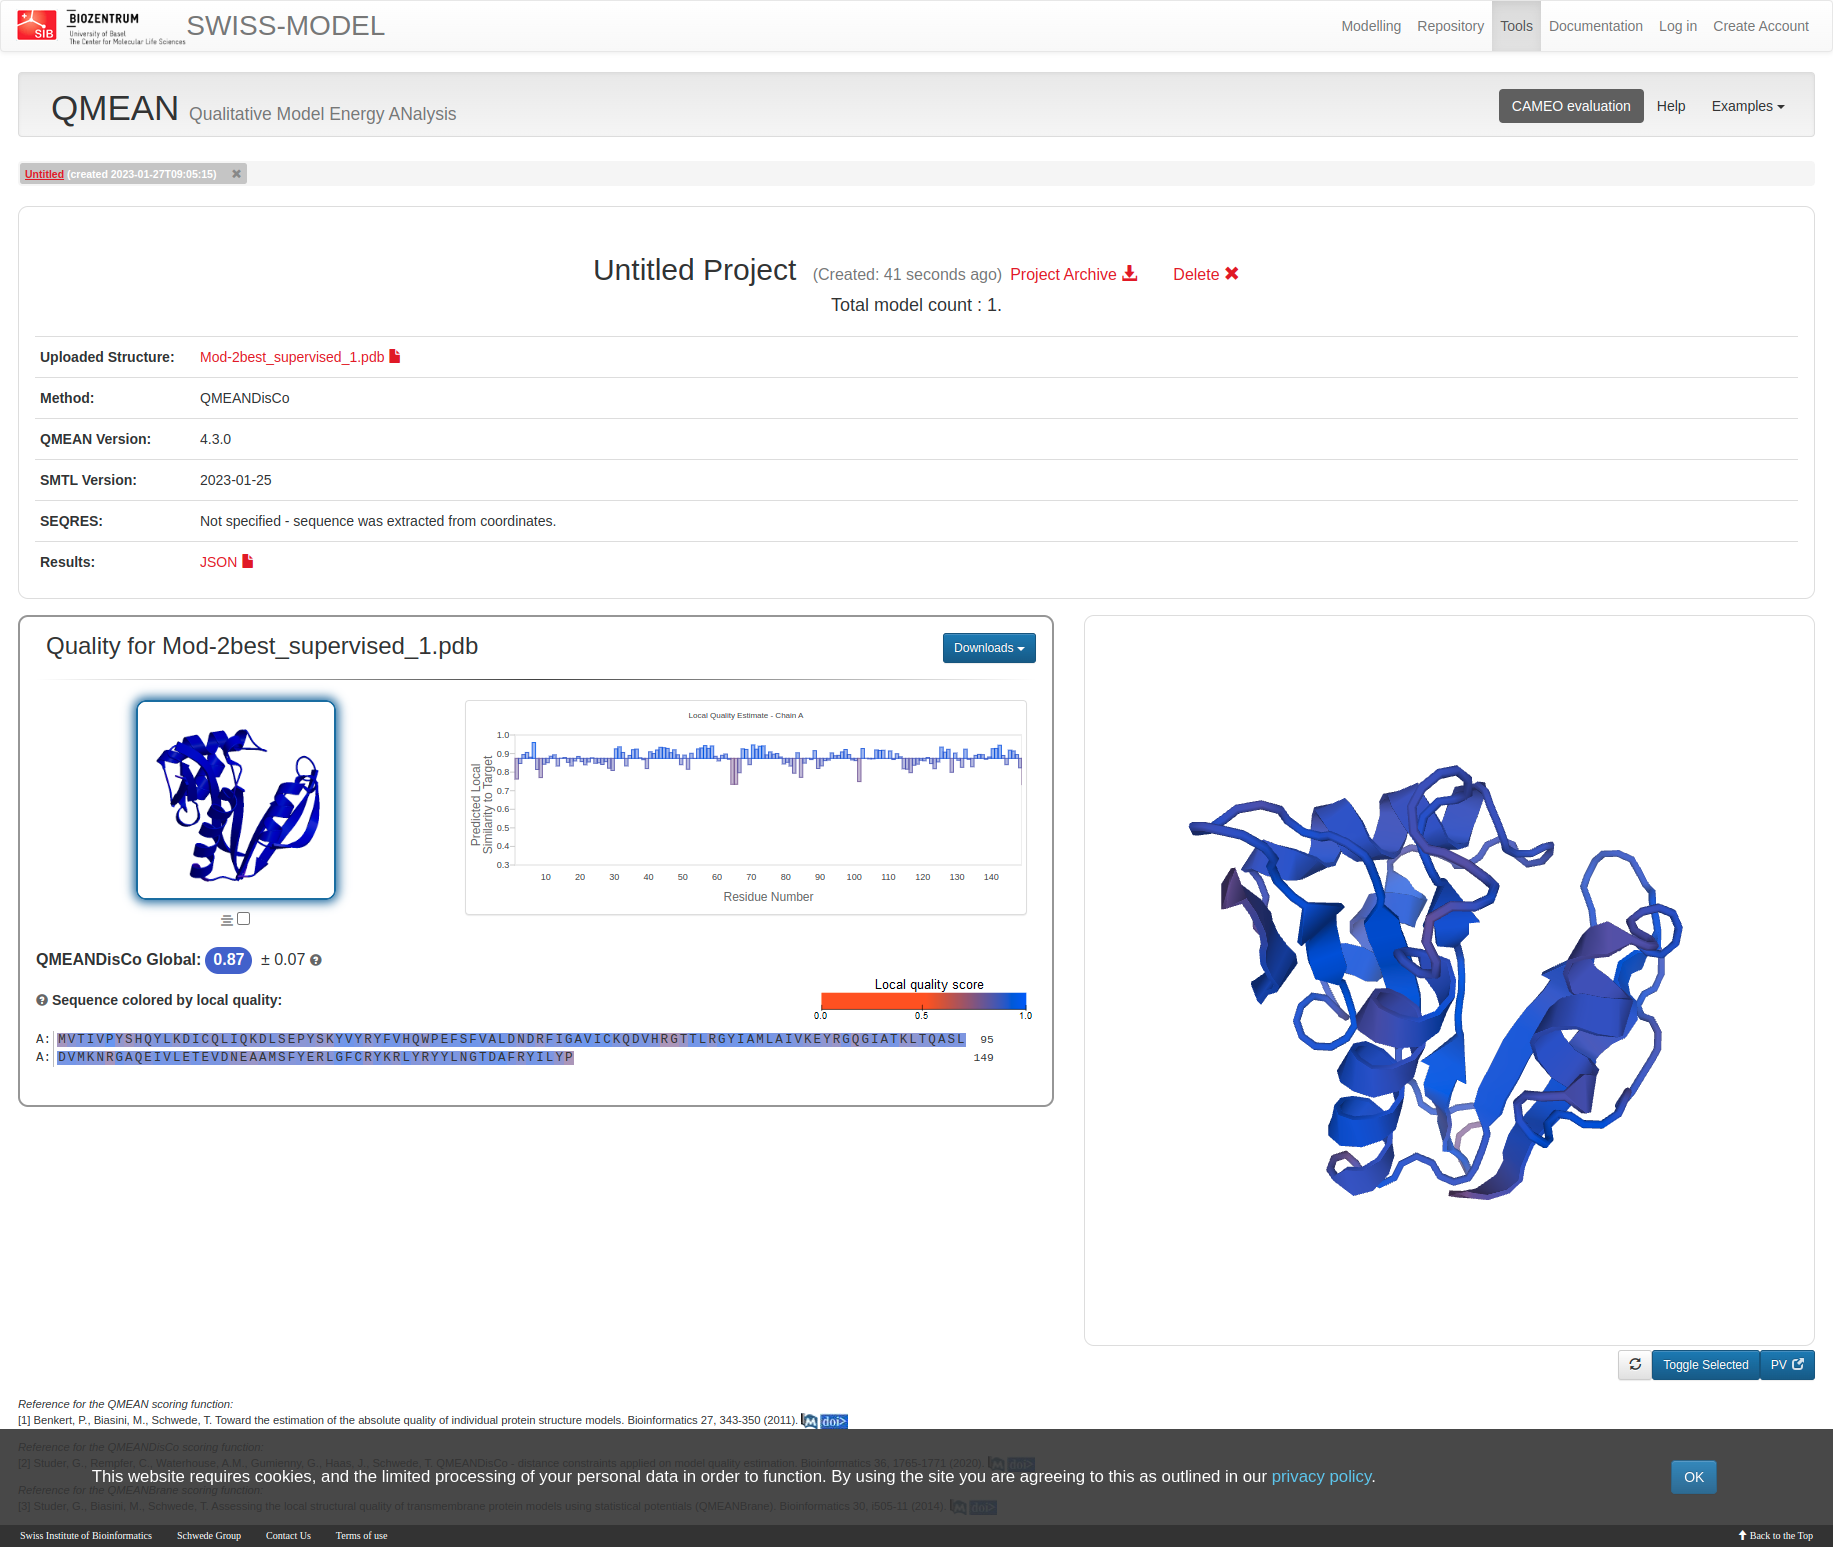 SIB
BIOZENTRUM
University of Basel
The Center for Molecular Life Sciences
SWISS-MODEL
Modelling Repository Tools Documentation Log in Create Account
QMEAN Qualitative Model Energy ANalysis
CAMEO evaluation Help Examples
Untitled (created 2023-01-27T09:05:15)
Untitled Project (Created: 41 seconds ago) Project Archive Delete
Total model count : 1.
Uploaded Structure: Mod-2best_supervised_1.pdb
Method: QMEANDisCo
QMEAN Version: 4.3.0
SMTL Version: 2023-01-25
SEQRES: Not specified - sequence was extracted from coordinates.
Results: JSON
Quality for Mod-2best_supervised_1.pdb
Downloads
Local Quality Estimate - Chain A
Predicted Local
Similarity to Target
1.0
0.9
0.8
0.7
0.6
0.5
0.4
0.3
10 20 30 40 50 60 70 80 90 100 110 120 130 140
Residue Number
QMEANDisCo Global: 0.87 ± 0.07
Sequence colored by local quality:
Local quality score
0.0 0.5 1.0
A: MVTIVPYSHQYLKDICQLIQKDLSEPYSKYVYRYFVHQWPEFSFVALDNDRFIGAVICKQDVHRGTTLRGYIAMLAIVKEYRGQGIATKLTQASL 95
A: DVMKNRGAQEIVLETEVDNEAAMSFYERLGFCRYKRLYRYYLNGTDAFRYILYP 149
Toggle Selected PV
Reference for the QMEAN scoring function:
[1] Benkert, P., Biasini, M., Schwede, T. Toward the estimation of the absolute quality of individual protein structure models. Bioinformatics 27, 343-350 (2011). doi>
Reference for the QMEANDisCo scoring function:
[2] Studer, G., Rempfer, C., Waterhouse, A.M., Gumienny, G., Haas, J., Schwede, T. QMEANDisCo - distance constraints applied on model quality estimation. Bioinformatics 36, 1765-1771 (2020). doi>
This website requires cookies, and the limited processing of your personal data in order to function. By using the site you are agreeing to this as outlined in our privacy policy.
OK
Reference for the QMEANBrane scoring function:
[3] Studer, G., Biasini, M., Schwede, T. Assessing the local structural quality of transmembrane protein models using statistical potentials (QMEANBrane). Bioinformatics 30, i505-11 (2014). doi>
Swiss Institute of Bioinformatics Schwede Group Contact Us Terms of use Back to the Top